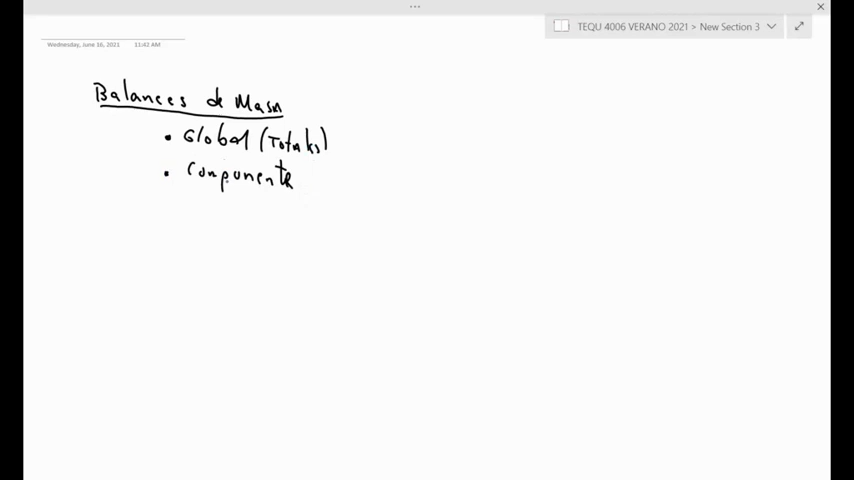 TEQU 4006 VERANO 2021 > New Section 3
Wednesday, June 16, 2021 11:42 AM
Balances de Masa
• Global (Totales)
• Componente